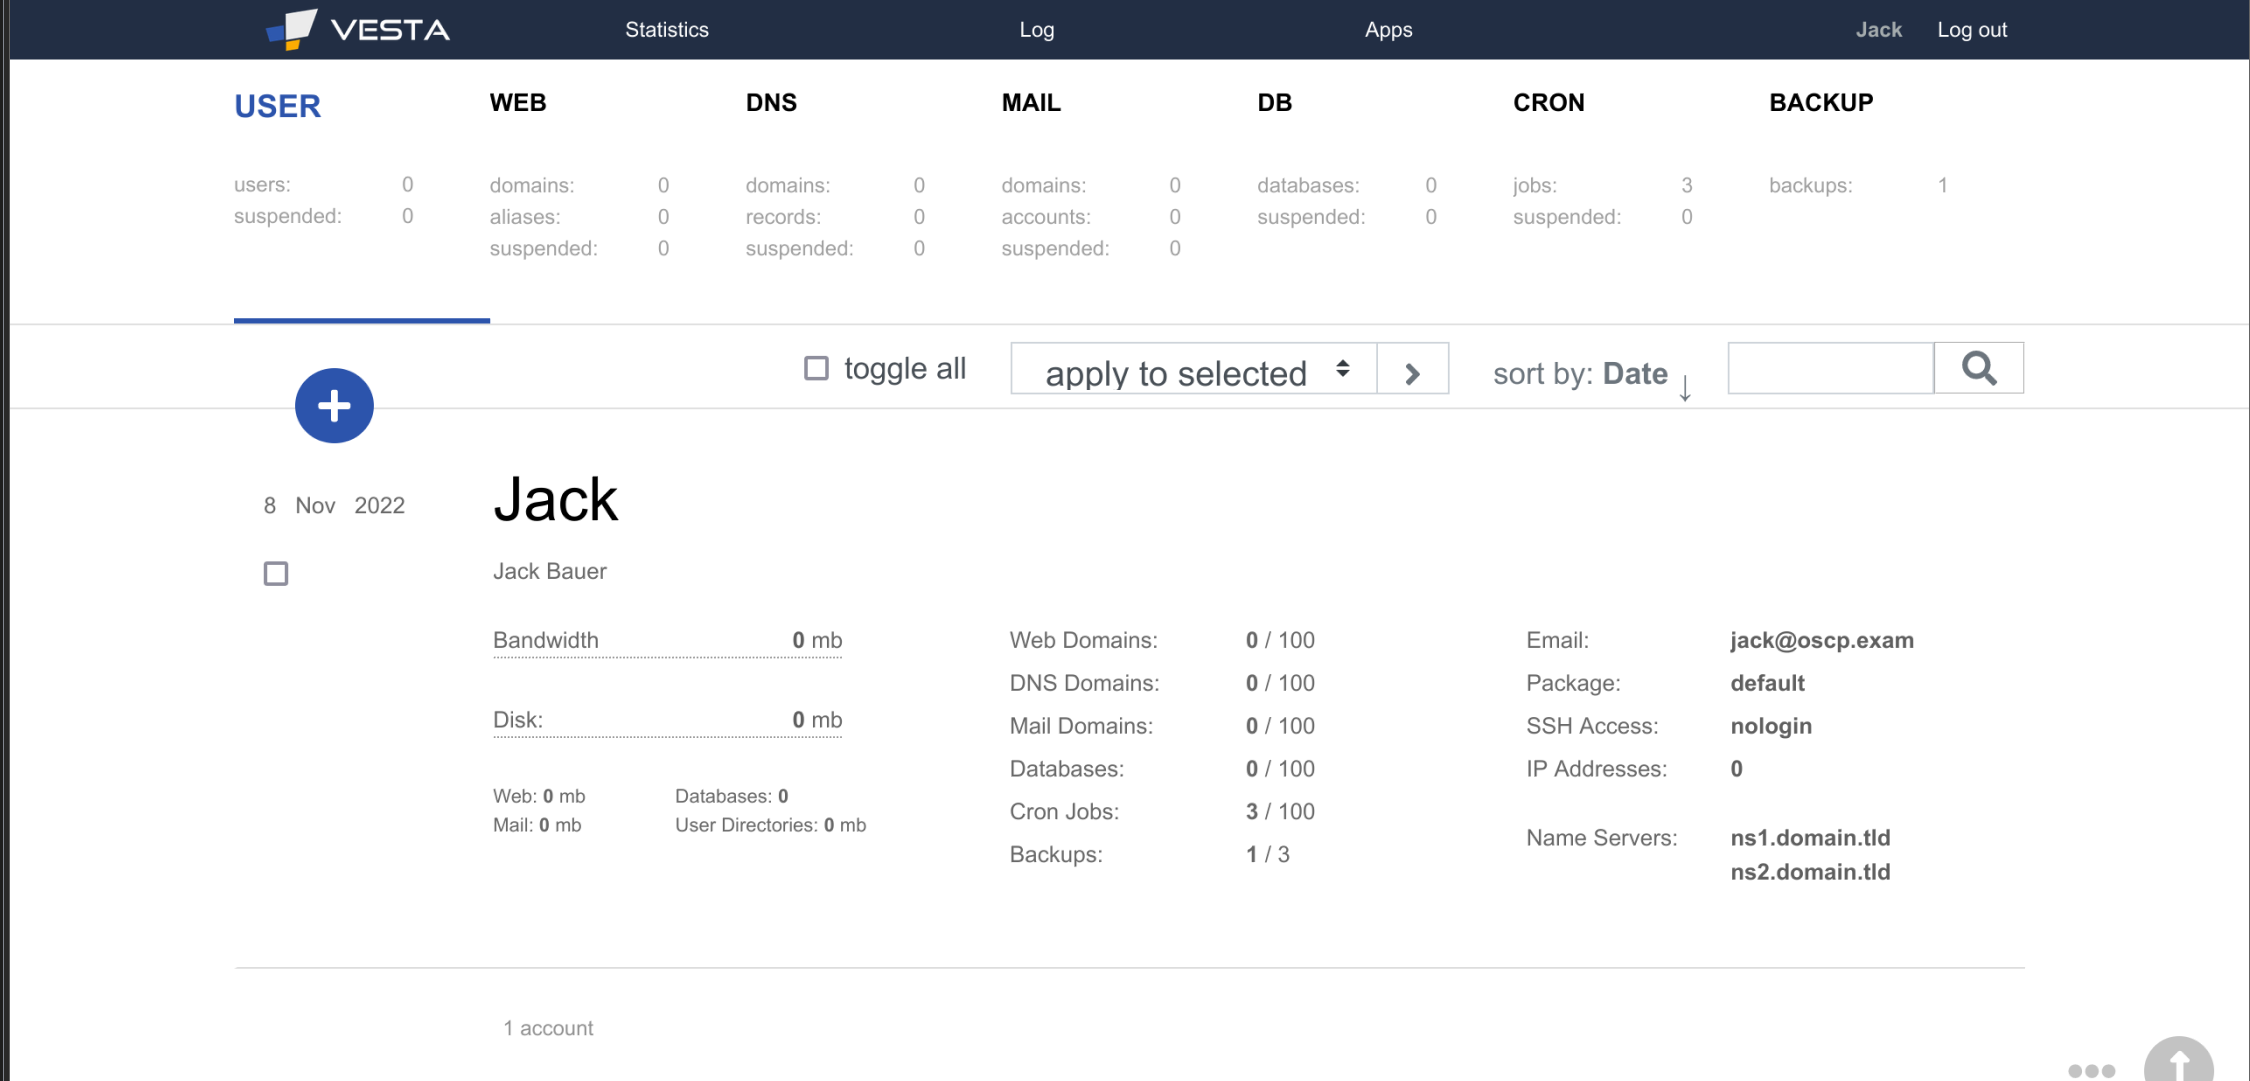 VESTA Statistics Log Apps Jack Log out
USER WEB DNS MAIL DB CRON BACKUP
users: 0 domains: 0 domains: 0 domains: 0 databases: 0 jobs: 3 backups: 1
suspended: 0 aliases: 0 records: 0 accounts: 0 suspended: 0 suspended: 0
suspended: 0 suspended: 0 suspended: 0
toggle all apply to selected sort by: Date ↓
8 Nov 2022 Jack
Jack Bauer
Bandwidth 0 mb Web Domains: 0 / 100 Email: jack@oscp.exam
DNS Domains: 0 / 100 Package: default
Disk: 0 mb Mail Domains: 0 / 100 SSH Access: nologin
Databases: 0 / 100 IP Addresses: 0
Web: 0 mb Databases: 0 Cron Jobs: 3 / 100
Mail: 0 mb User Directories: 0 mb Name Servers: ns1.domain.tld
Backups: 1 / 3 ns2.domain.tld
1 account